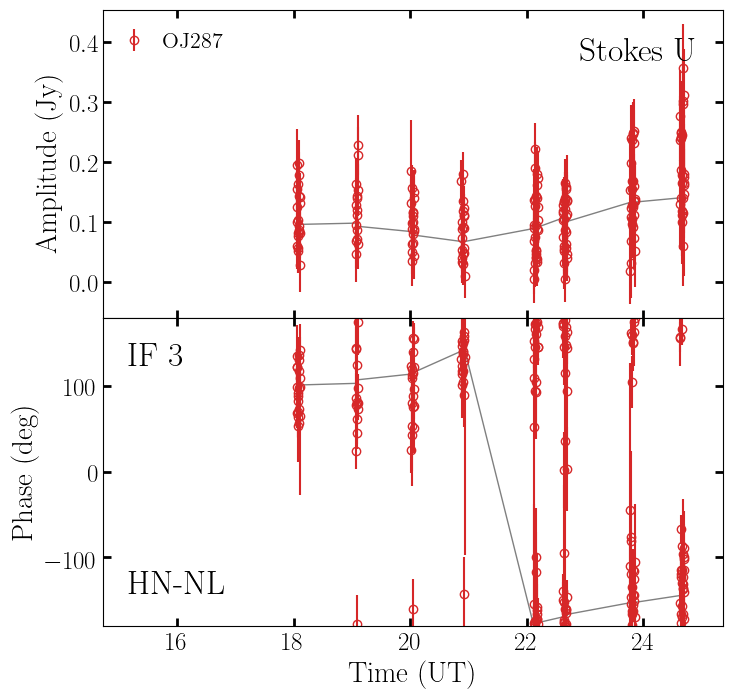 OJ287
Stokes U
0.4
0.3
0.2
0.1
0.0
Amplitude (Jy)
IF 3
100
0
−100
Phase (deg)
HN-NL
16 18 20 22 24
Time (UT)